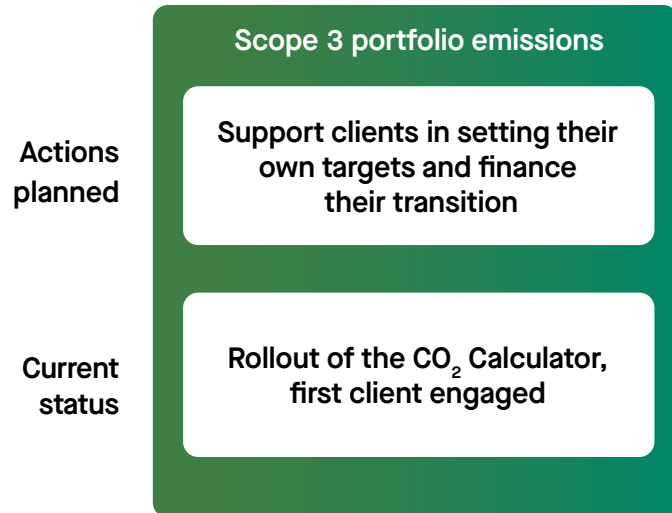 Scope 3 portfolio emissions
Actions
planned
Support clients in setting their
own targets and finance
their transition
Current
status
Rollout of the CO₂ Calculator,
first client engaged